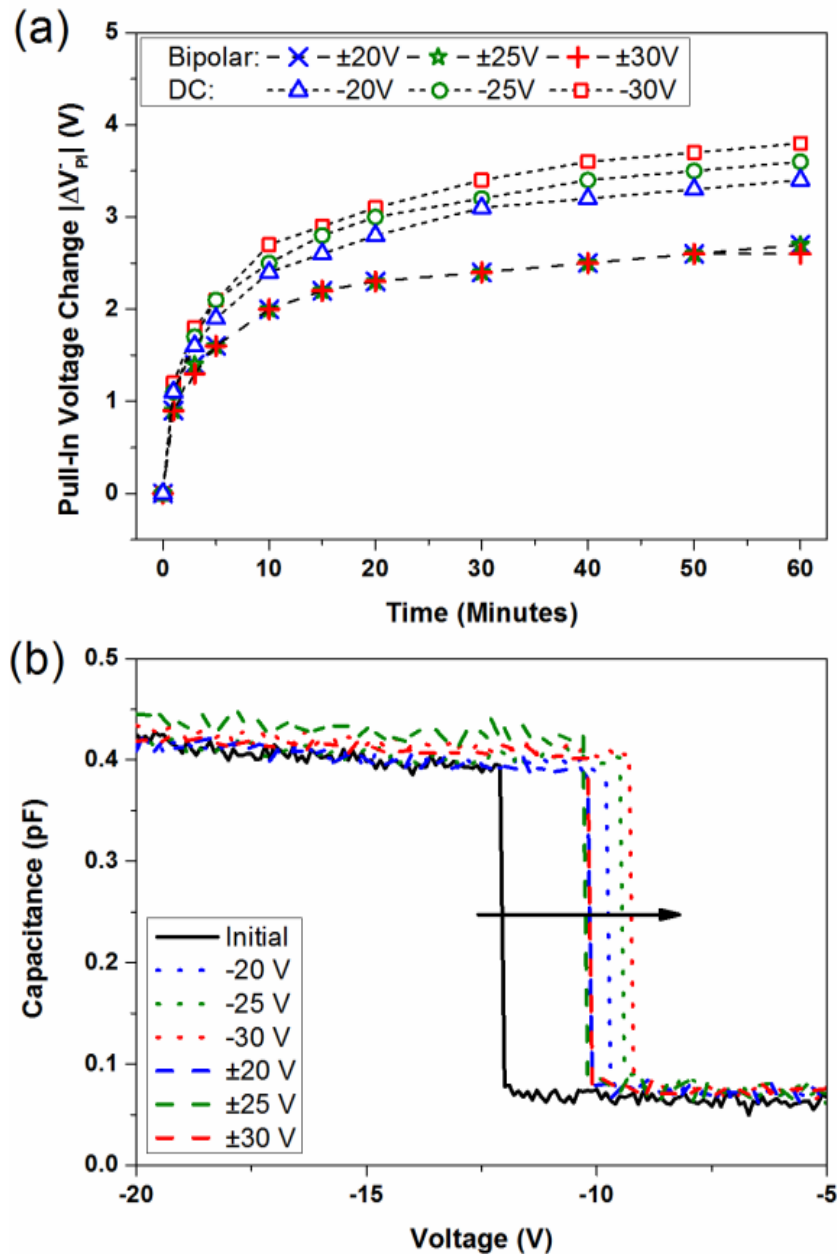 (a)
Bipolar: ±20V ±25V ±30V
DC: -20V -25V -30V
Pull-In Voltage Change |ΔV⁻PI| (V)
5
4
3
2
1
0
0 10 20 30 40 50 60
Time (Minutes)
(b)
Capacitance (pF)
0.5
0.4
0.3
0.2
0.1
0.0
Initial
-20 V
-25 V
-30 V
±20 V
±25 V
±30 V
-20 -15 -10 -5
Voltage (V)